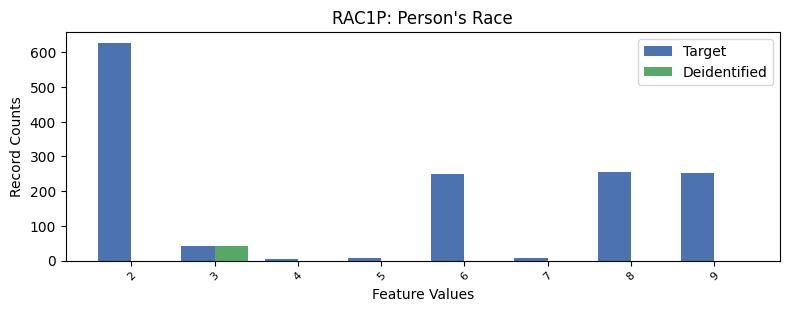 RAC1P: Person's Race
Target
Deidentified
Record Counts
600
500
400
300
200
100
0
2 3 4 5 6 7 8 9
Feature Values